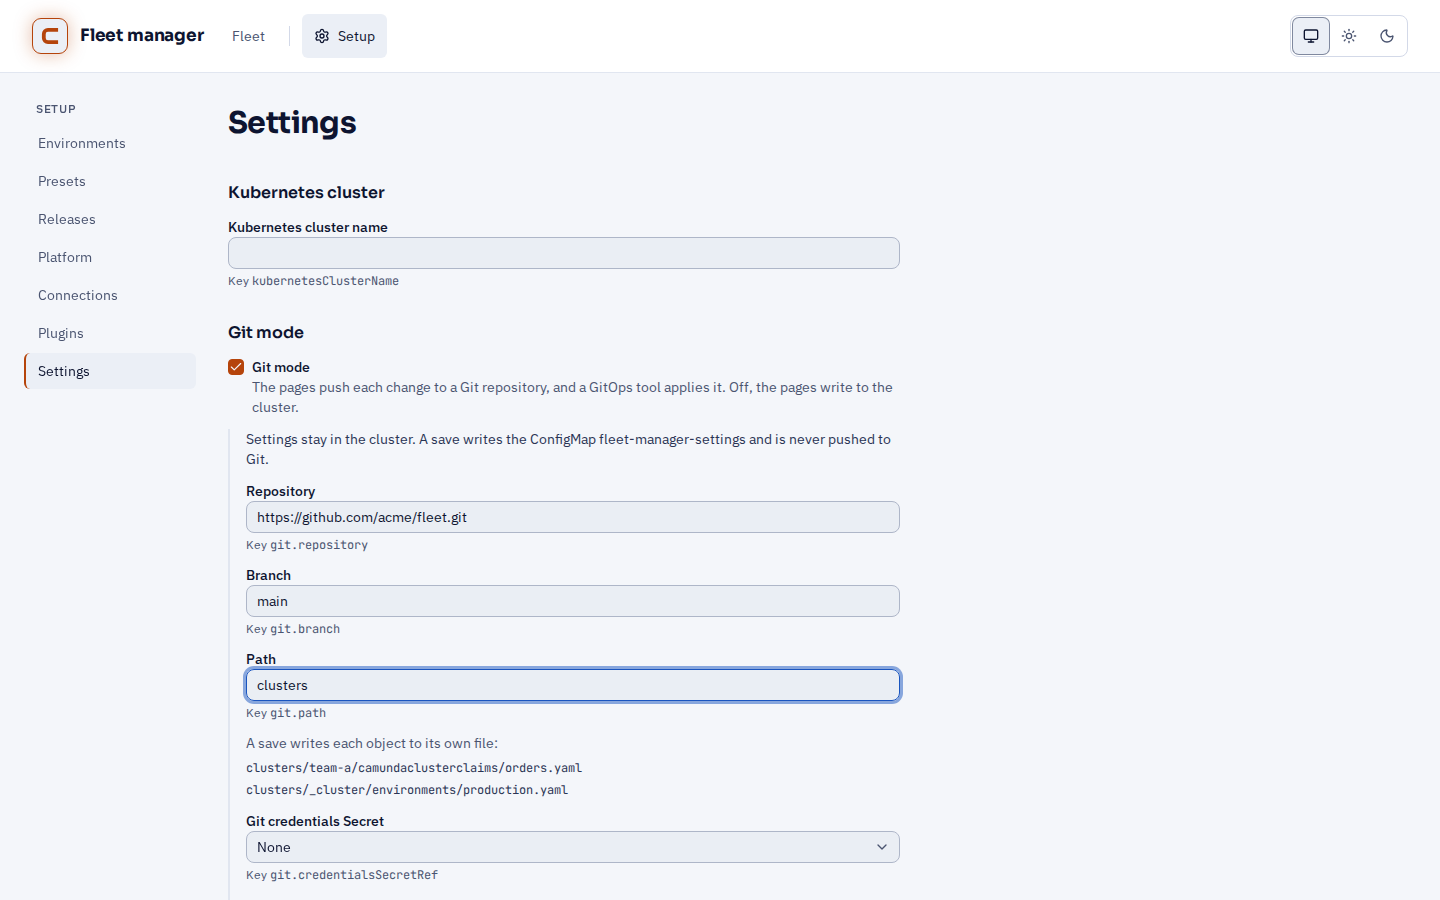 Fleet manager
Fleet
Setup
SETUP
Environments
Presets
Releases
Platform
Connections
Plugins
Settings
Settings
Kubernetes cluster
Kubernetes cluster name
Key kubernetesClusterName
Git mode
Git mode
The pages push each change to a Git repository, and a GitOps tool applies it. Off, the pages write to the
cluster.
Settings stay in the cluster. A save writes the ConfigMap fleet-manager-settings and is never pushed to
Git.
Repository
https://github.com/acme/fleet.git
Key git.repository
Branch
main
Key git.branch
Path
clusters
Key git.path
A save writes each object to its own file:
clusters/team-a/camundaclusterclaims/orders.yaml
clusters/_cluster/environments/production.yaml
Git credentials Secret
None
Key git.credentialsSecretRef